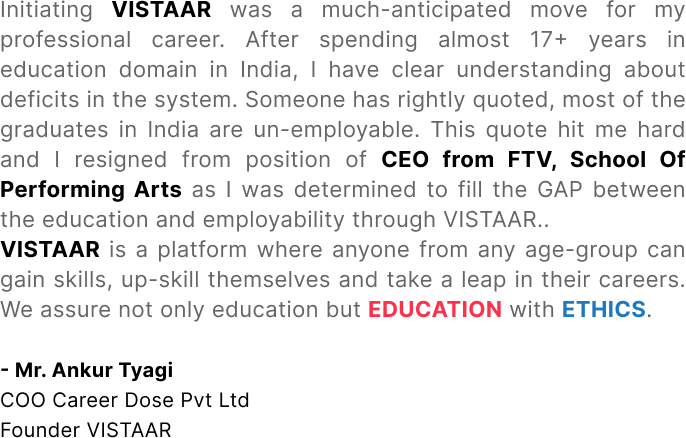 Initiating VISTAAR was a much-anticipated move for my
professional career. After spending almost 17+ years in
education domain in India, I have clear understanding about
deficits in the system. Someone has rightly quoted, most of the
graduates in India are un-employable. This quote hit me hard
and I resigned from position of CEO from FTV, School Of
Performing Arts as I was determined to fill the GAP between
the education and employability through VISTAAR..
VISTAAR is a platform where anyone from any age-group can
gain skills, up-skill themselves and take a leap in their careers.
We assure not only education but EDUCATION with ETHICS.
- Mr. Ankur Tyagi
COO Career Dose Pvt Ltd
Founder VISTAAR